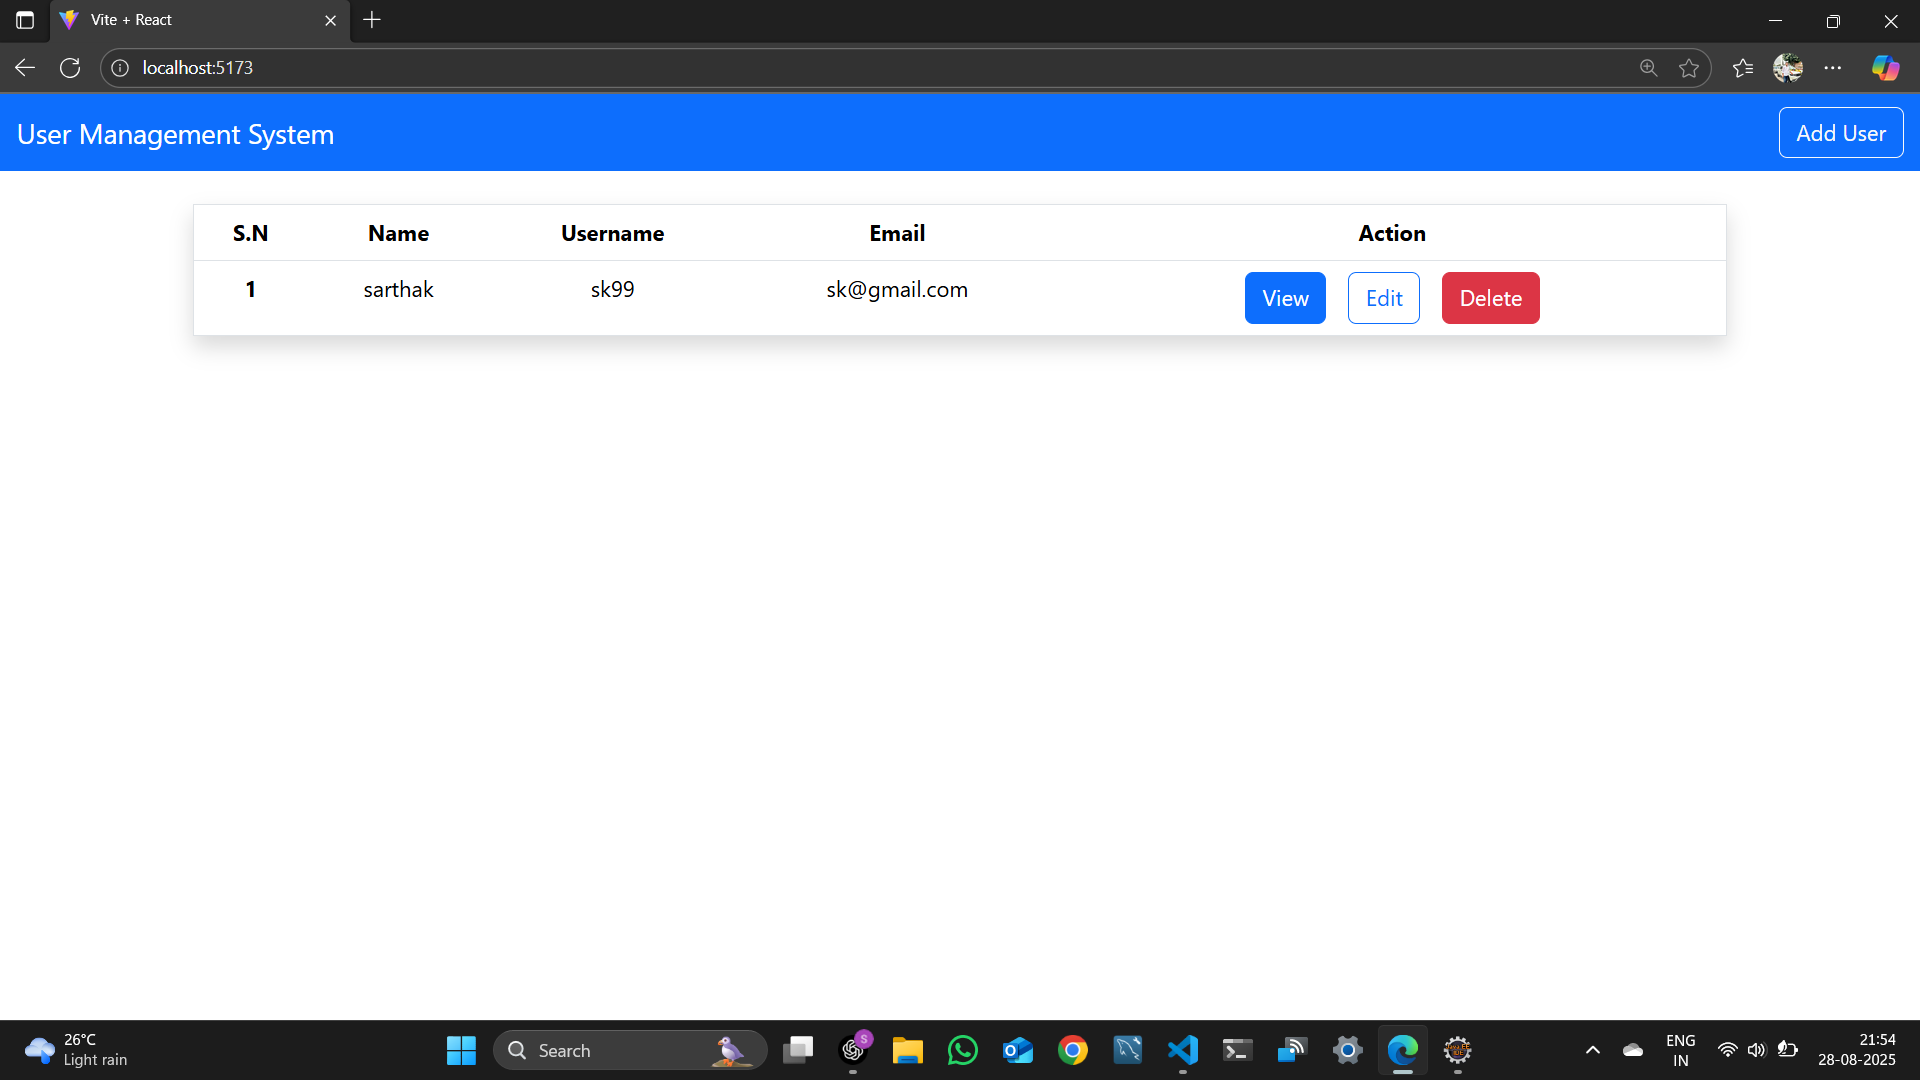 Vite + React
localhost:5173
User Management System
Add User
S.N Name Username Email Action
1 sarthak sk99 sk@gmail.com View Edit Delete
26°C
Light rain
Search
S
ENG
IN
21:54
28-08-2025